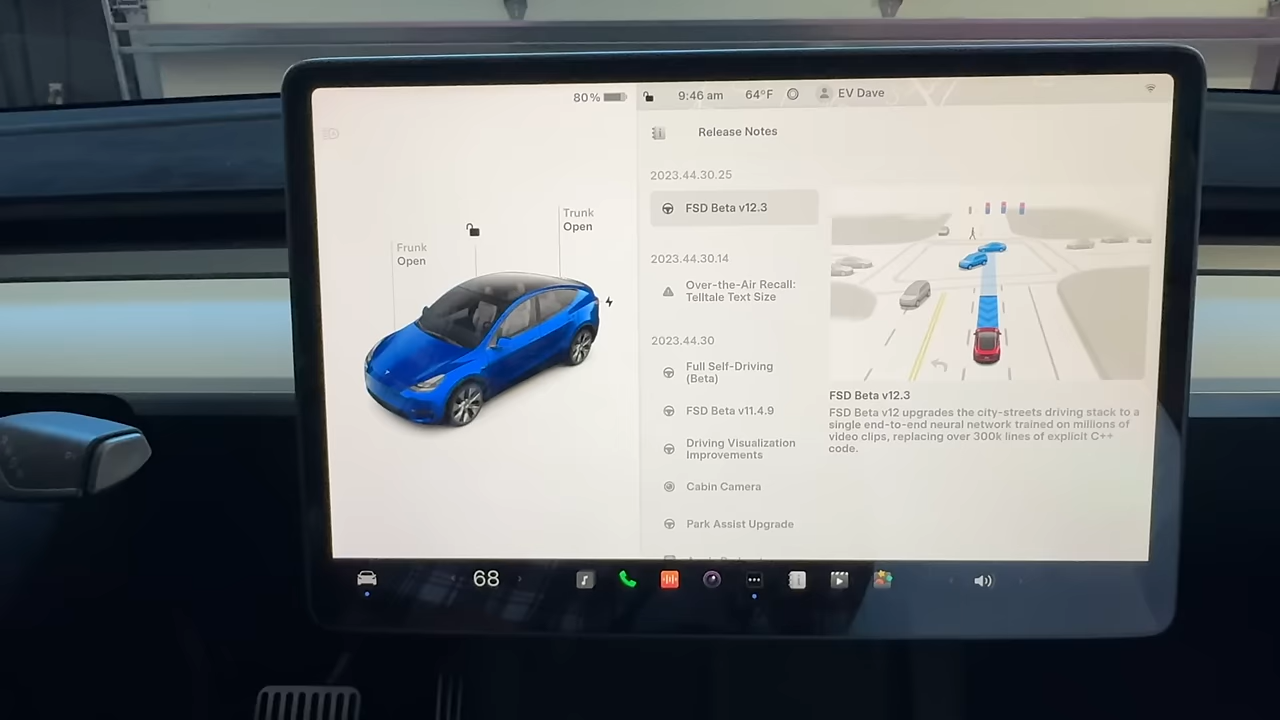 80%
9:46 am
64°F
EV Dave
Release Notes
Trunk
Open
Frunk
Open
2023.44.30.25
FSD Beta v12.3
2023.44.30.14
Over-the-Air Recall:
Telltale Text Size
2023.44.30
Full Self-Driving
(Beta)
FSD Beta v11.4.9
Driving Visualization
Improvements
Cabin Camera
Park Assist Upgrade
FSD Beta v12.3
FSD Beta v12 upgrades the city-streets driving stack to a
single end-to-end neural network trained on millions of
video clips, replacing over 300k lines of explicit C++
code.
68